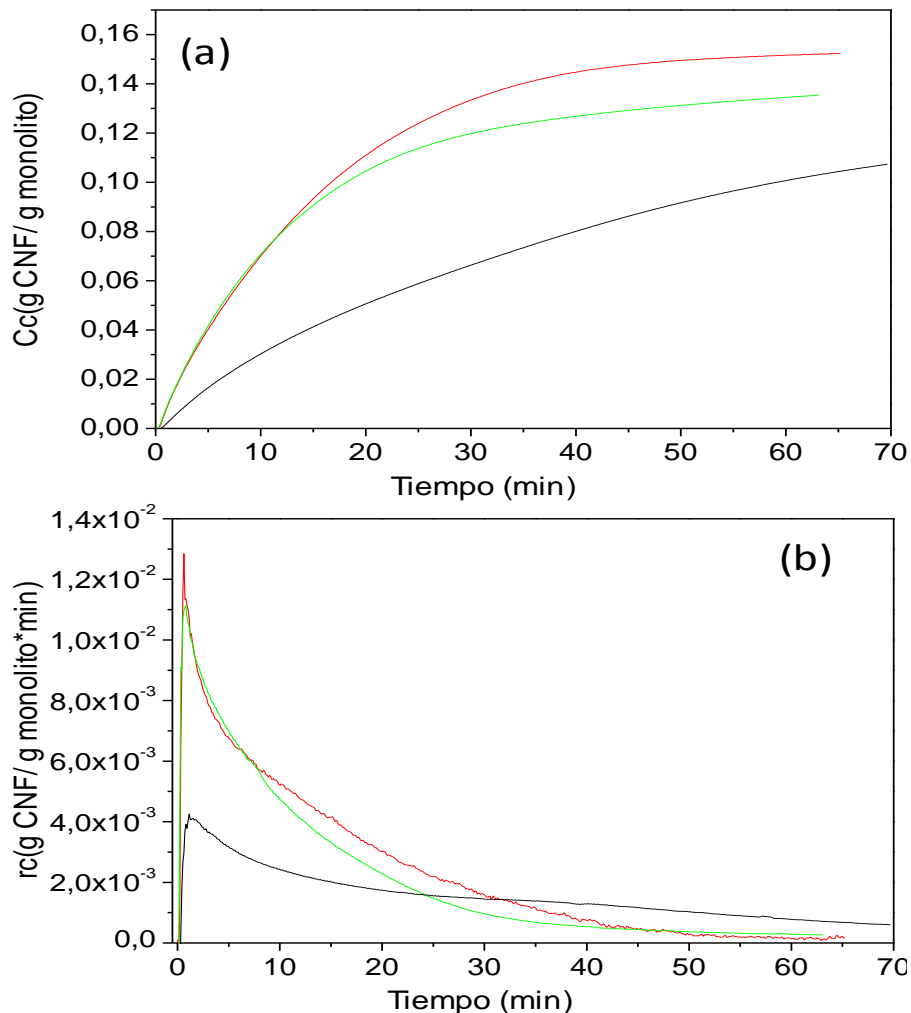 (a)
Cc(g CNF/ g monolito)
0,16
0,14
0,12
0,10
0,08
0,06
0,04
0,02
0,00
0 10 20 30 40 50 60 70
Tiempo (min)
(b)
rc(g CNF/ g monolito*min)
1,4x10⁻²
1,2x10⁻²
1,0x10⁻²
8,0x10⁻³
6,0x10⁻³
4,0x10⁻³
2,0x10⁻³
0,0
0 10 20 30 40 50 60 70
Tiempo (min)